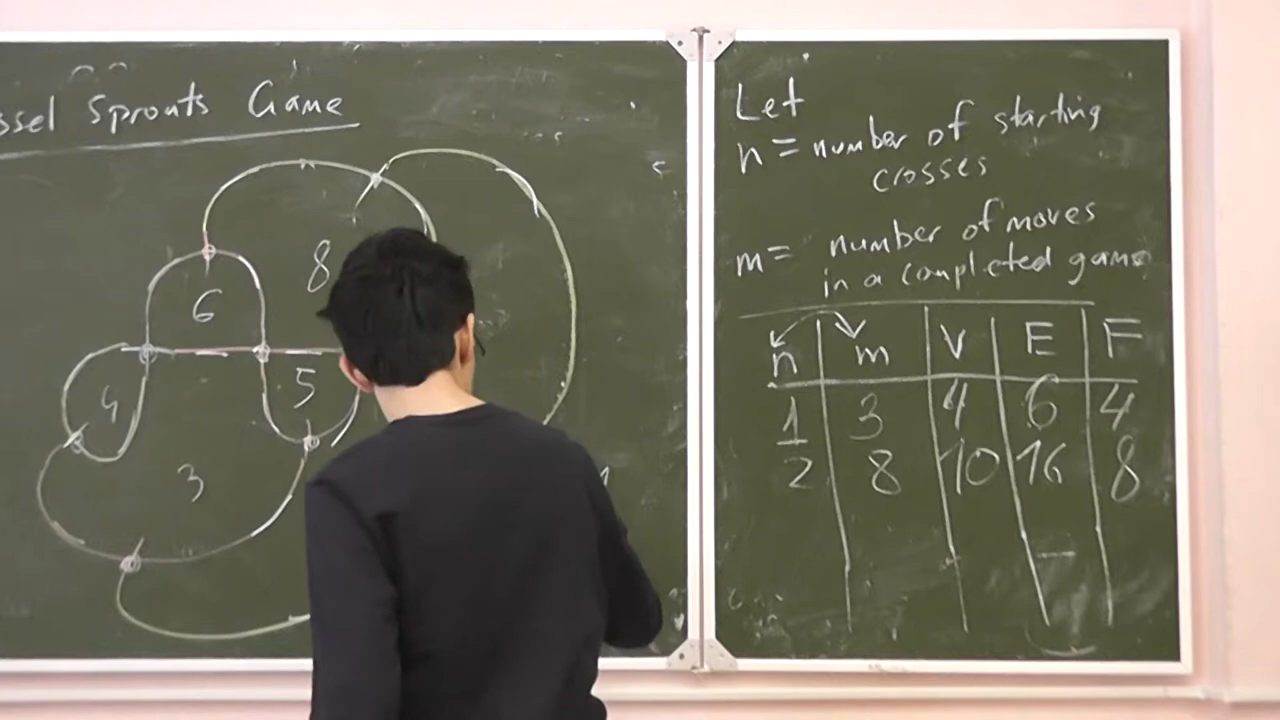 ssel Sprouts Game
8
6
5
4
3
Let
n = number of starting
crosses
m = number of moves
in a completed game
n m V E F
1 3 4 6 4
2 8 10 16 8